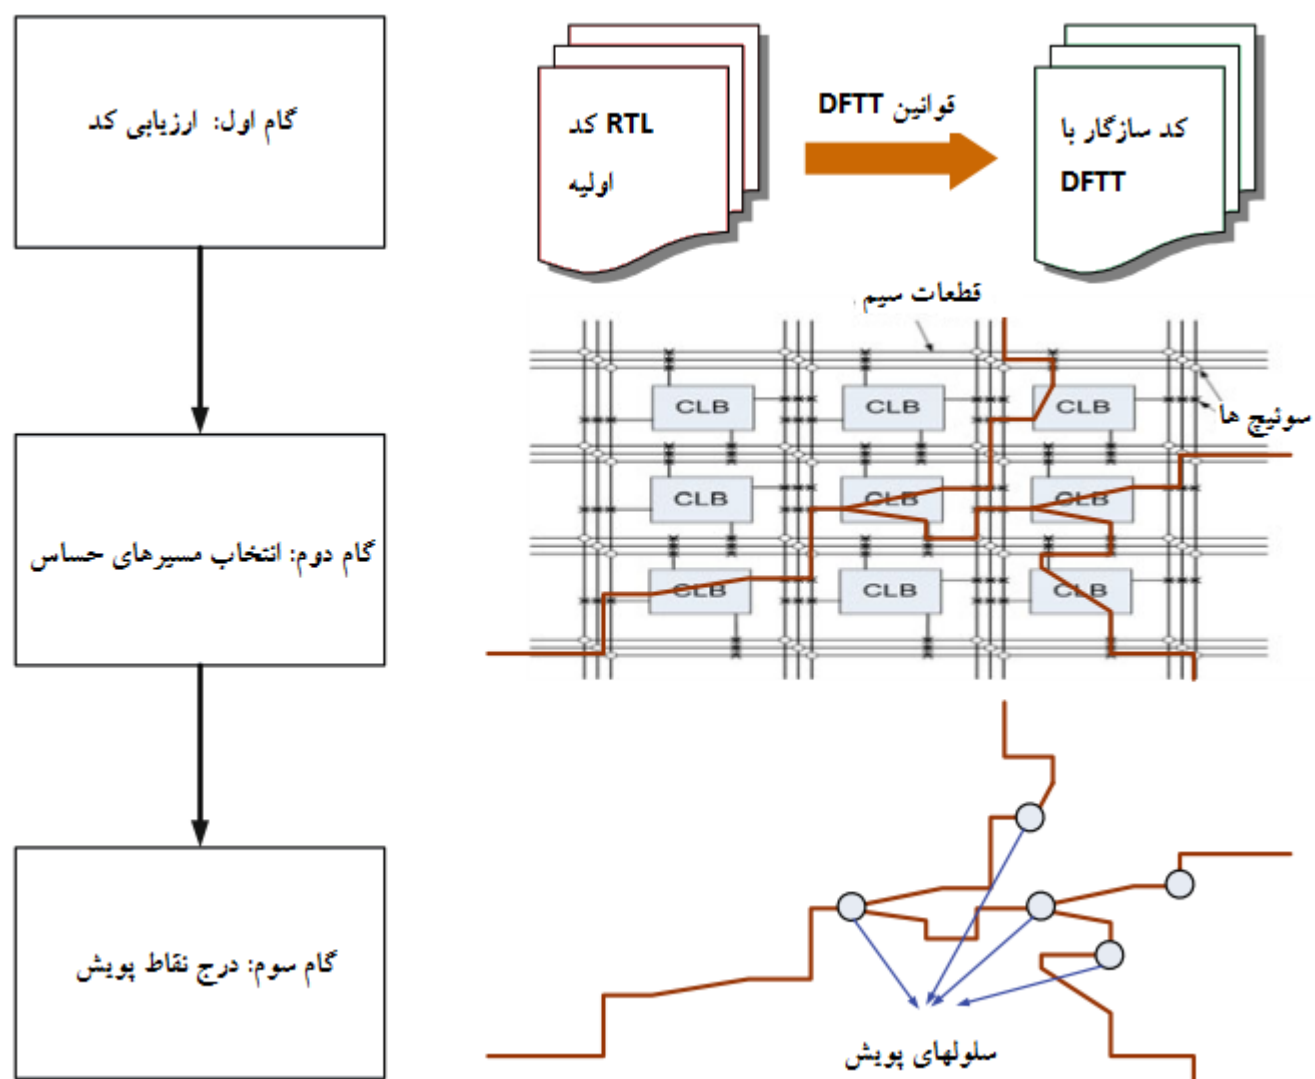 گام اول: ارزیابی کد
کد RTL
اولیه
قوانین DFTT
کد سازگار با
DFTT
قطعات سیم
سوئیچ ها
CLB
CLB
CLB
گام دوم: انتخاب مسیرهای حساس
CLB
CLB
CLB
CLB
CLB
CLB
گام سوم: درج نقاط پویش
سلولهای پویش